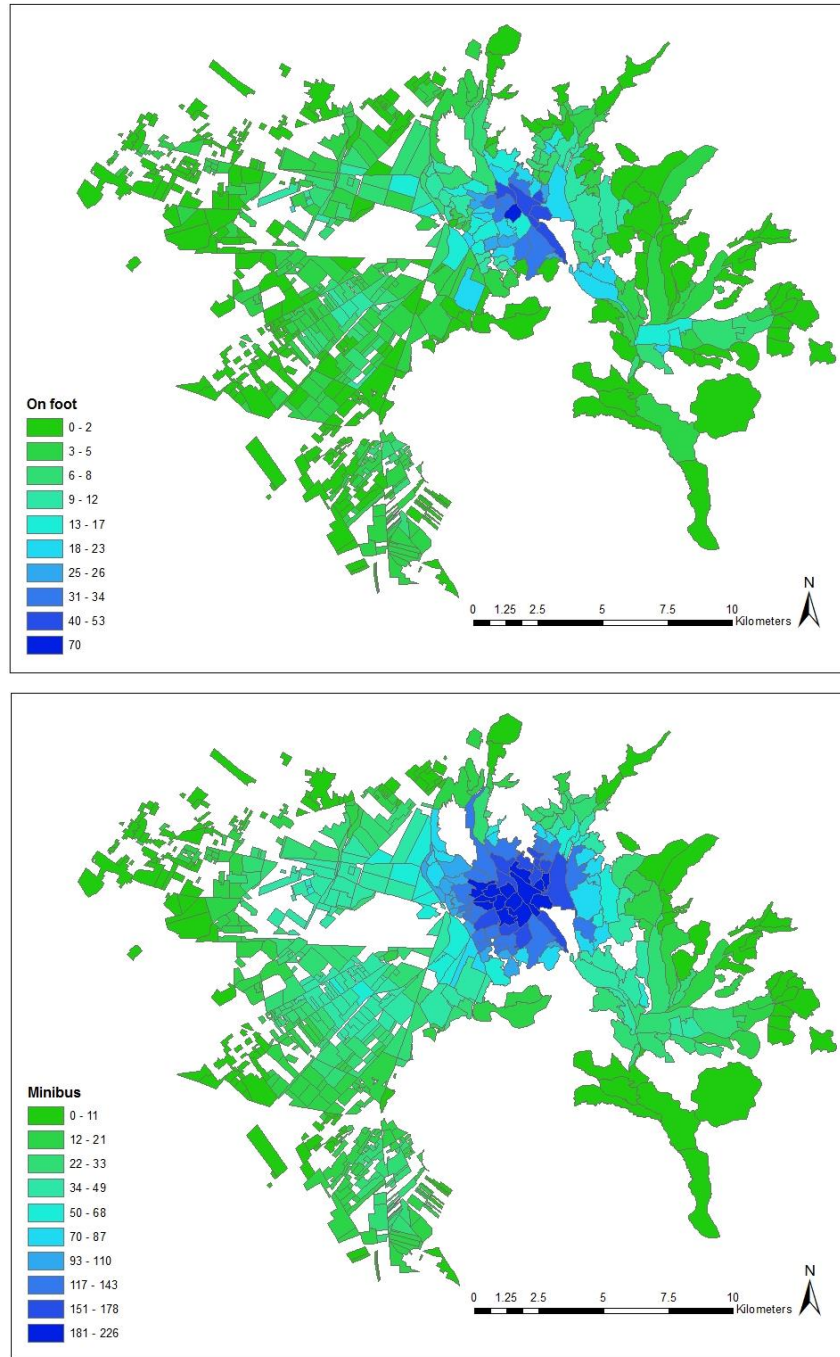 On foot
0 - 2
3 - 5
6 - 8
9 - 12
13 - 17
18 - 23
25 - 26
31 - 34
40 - 53
70
N
0 1.25 2.5 5 7.5 10
Kilometers
Minibus
0 - 11
12 - 21
22 - 33
34 - 49
50 - 68
70 - 87
93 - 110
117 - 143
151 - 178
181 - 226
N
0 1.25 2.5 5 7.5 10
Kilometers